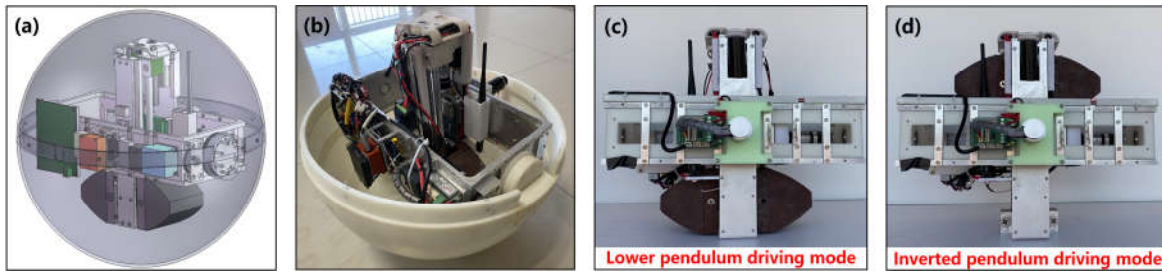 (a)
(b)
(c)
(d)
Lower pendulum driving mode
Inverted pendulum driving mode